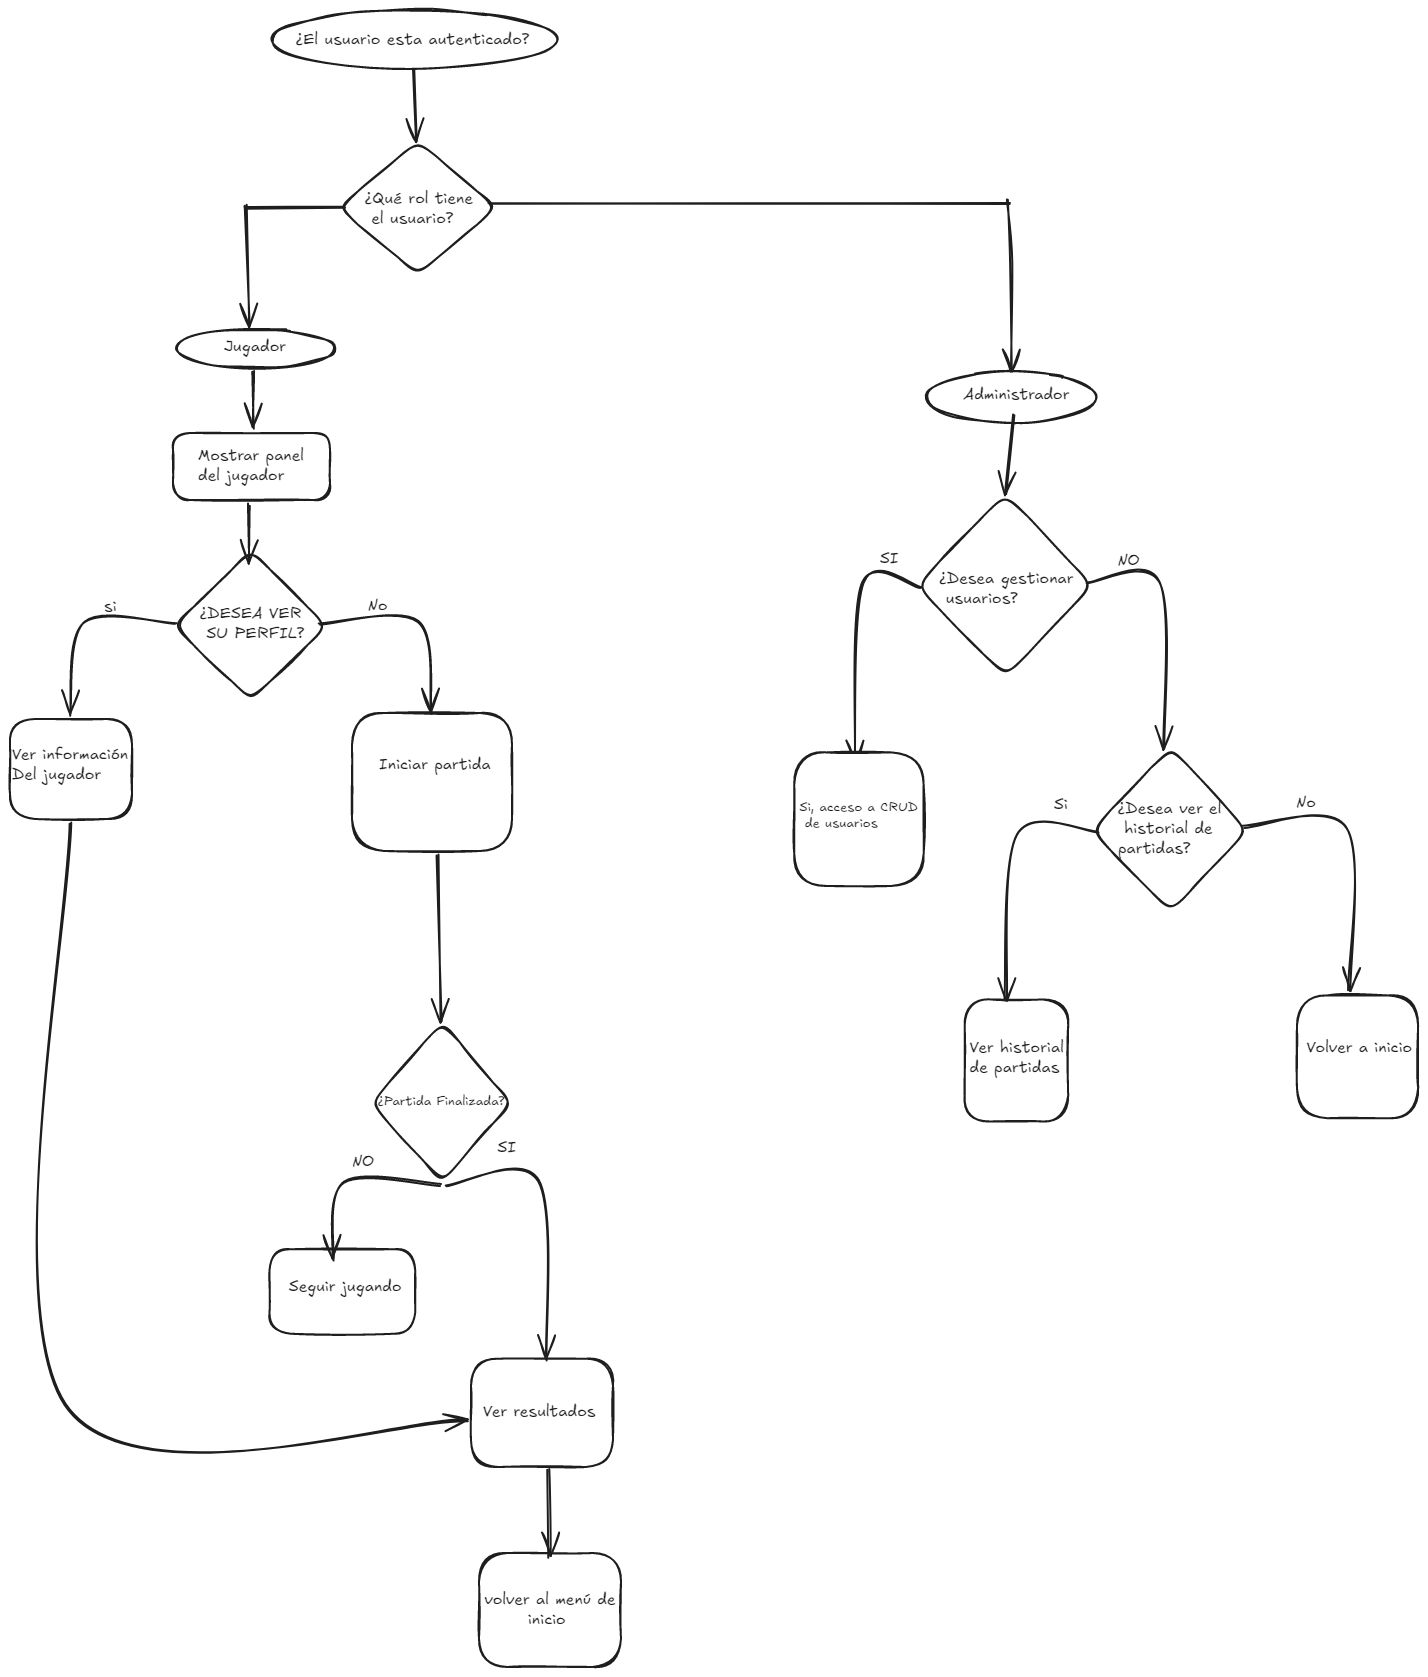 ¿El usuario esta autenticado?
¿Qué rol tiene
el usuario?
Jugador
Administrador
Mostrar panel
del jugador
SI
NO
¿Desea gestionar
usuarios?
si
No
¿DESEA VER
SU PERFIL?
Ver información
Del jugador
Iniciar partida
Si, acceso a CRUD
de usuarios
Si
No
¿Desea ver el
historial de
partidas?
Ver historial
de partidas
Volver a inicio
¿Partida Finalizada?
NO
SI
Seguir jugando
Ver resultados
volver al menú de
inicio